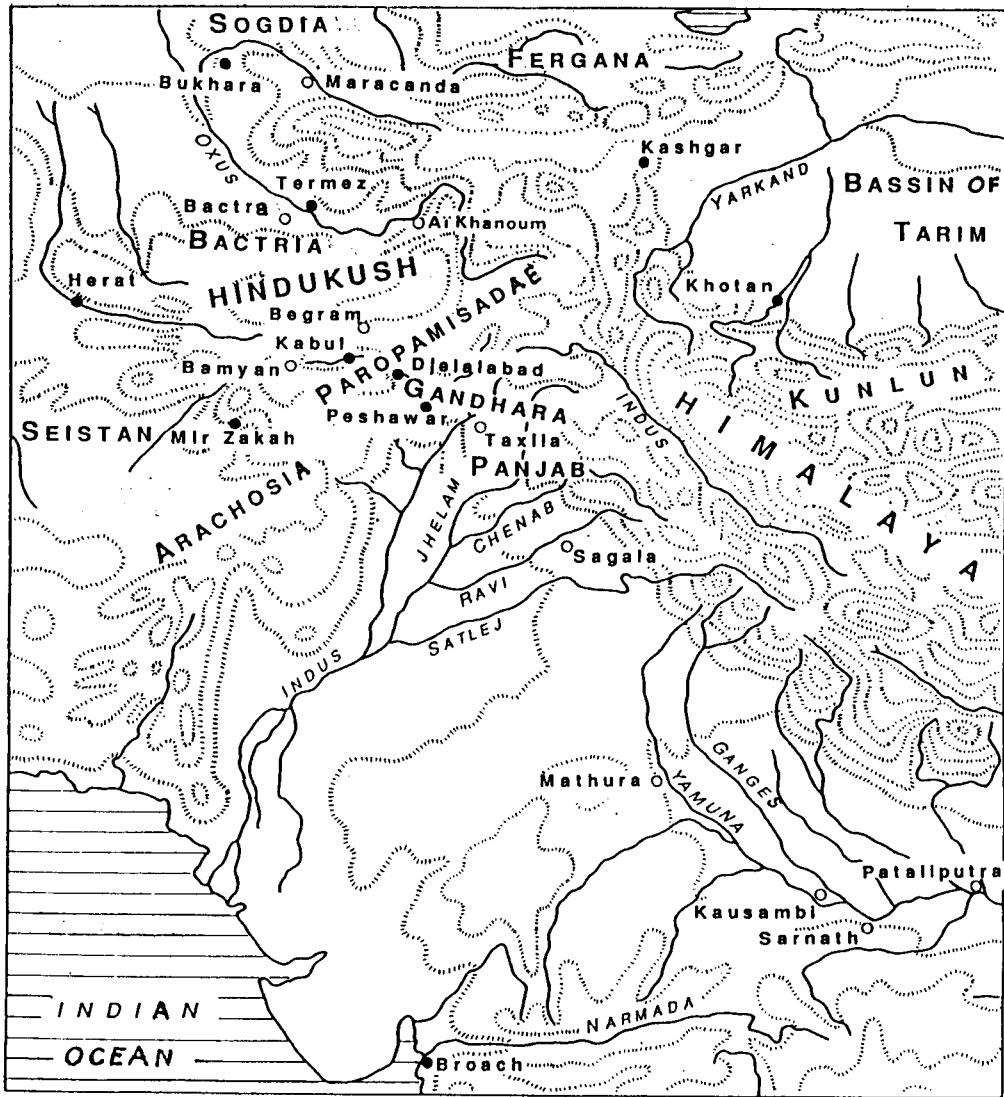 SOGDIA
FERGANA
Bukhara
Maracanda
Kashgar
OXUS
YARKAND
BASSIN OF
TARIM
Termez
Bactra
Aï Khanoum
BACTRIA
HINDUKUSH
Herat
Khotan
Begram
PAROPAMISADAE
Kabul
Bamyan
Djelalabad
GANDHARA
KUNLUN
HIMALAYA
INDUS
Peshawar
SEISTAN
Mir Zakah
Taxila
PANJAB
ARACHOSIA
JHELAM
CHENAB
Sagala
RAVI
SATLEJ
INDUS
Mathura
YAMUNA
GANGES
Pataliputra
Kausambi
Sarnath
NARMADA
INDIAN
OCEAN
Broach